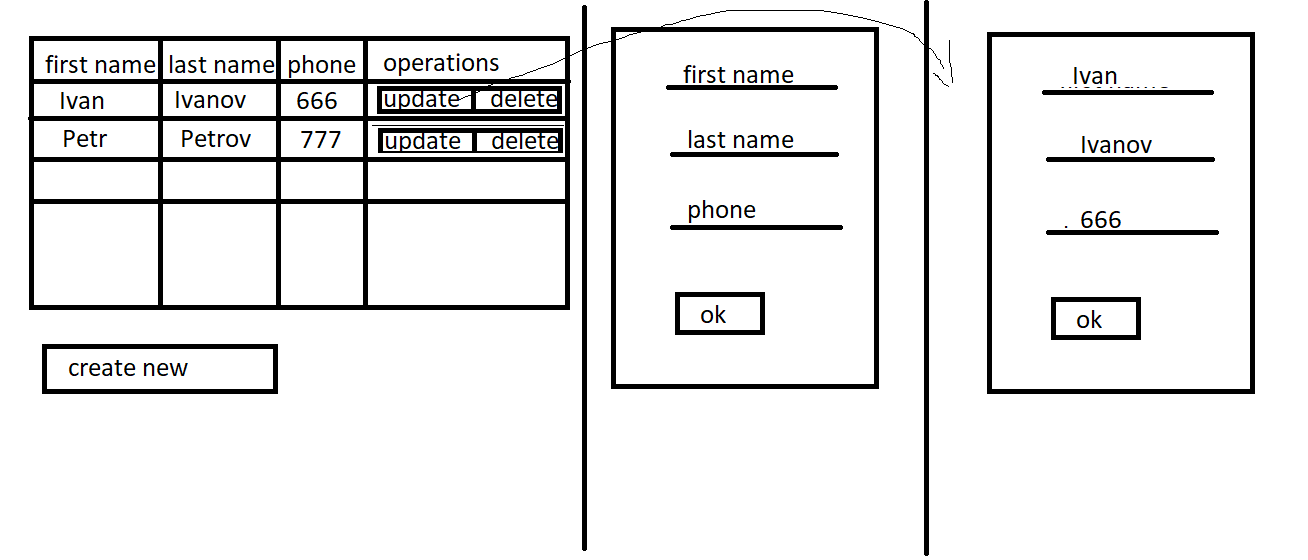 first name last name phone operations
Ivan Ivanov 666 update delete
Petr Petrov 777 update delete
create new
first name
last name
phone
ok
Ivan
Ivanov
. 666
ok